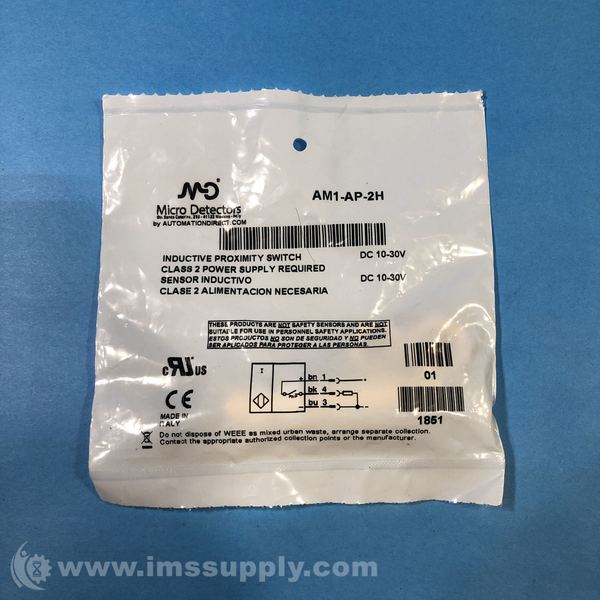 MD®
AM1-AP-2H
Micro Detectors
by AUTOMATIONDIRECT.COM
INDUCTIVE PROXIMITY SWITCH DC 10-30V
CLASS 2 POWER SUPPLY REQUIRED
SENSOR INDUCTIVO DC 10-30V
CLASE 2 ALIMENTACION NECESARIA
THESE PRODUCTS ARE NOT SAFETY SENSORS AND ARE NOT
SUITABLE FOR USE IN PERSONNEL SAFETY APPLICATIONS.
ESTOS PRODUCTOS NO SON DE SEGURIDAD Y NO PUEDEN
SER APLICADOS PARA PROTEGER A LAS PERSONAS.
c RU US
CE
MADE IN
ITALY
I
+ bn 1 +
bk 4
- bu 3 -
01
1851
Do not dispose of WEEE as mixed urban waste, arrange separate collection.
Contact the appropriate authorized collection points or the manufacturer.
www.imssupply.com